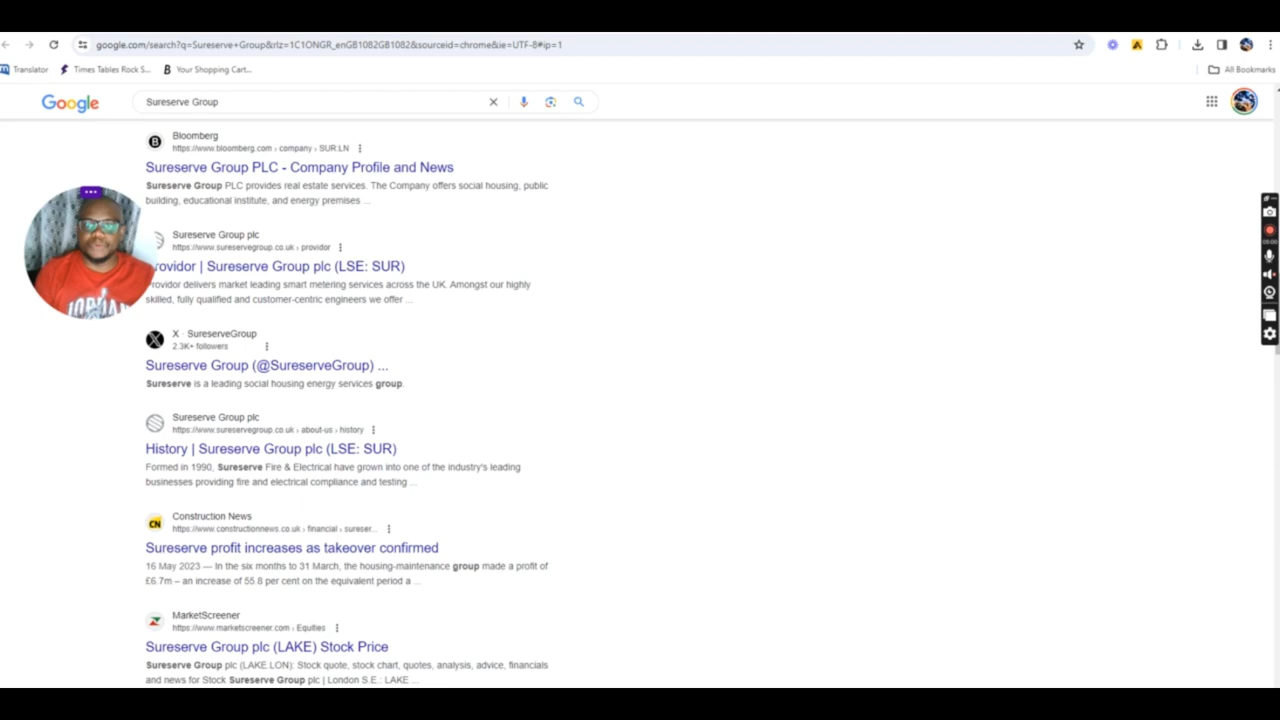 google.com/search?q=Sureserve+Group&rlz=1C1ONGR_enGB1082GB1082&sourceid=chrome&ie=UTF-8#ip=1
Translator
Times Tables Rock S...
Your Shopping Cart...
All Bookmarks
Google
Sureserve Group
Bloomberg
https://www.bloomberg.com › company › SUR:LN
Sureserve Group PLC - Company Profile and News
Sureserve Group PLC provides real estate services. The Company offers social housing, public
building, educational institute, and energy premises ...
Sureserve Group plc
https://www.sureservegroup.co.uk › providor
rovidor | Sureserve Group plc (LSE: SUR)
rovidor delivers market leading smart metering services across the UK. Amongst our highly
skilled, fully qualified and customer-centric engineers we offer ...
X · SureserveGroup
2.3K+ followers
Sureserve Group (@SureserveGroup) ...
Sureserve is a leading social housing energy services group.
Sureserve Group plc
https://www.sureservegroup.co.uk › about-us › history
History | Sureserve Group plc (LSE: SUR)
Formed in 1990, Sureserve Fire & Electrical have grown into one of the industry's leading
businesses providing fire and electrical compliance and testing ...
CN
Construction News
https://www.constructionnews.co.uk › financial › sureser...
Sureserve profit increases as takeover confirmed
16 May 2023 — In the six months to 31 March, the housing-maintenance group made a profit of
£6.7m – an increase of 55.8 per cent on the equivalent period a ...
MarketScreener
https://www.marketscreener.com › Equities
Sureserve Group plc (LAKE) Stock Price
Sureserve Group plc (LAKE.LON): Stock quote, stock chart, quotes, analysis, advice, financials
and news for Stock Sureserve Group plc | London S.E.: LAKE ...